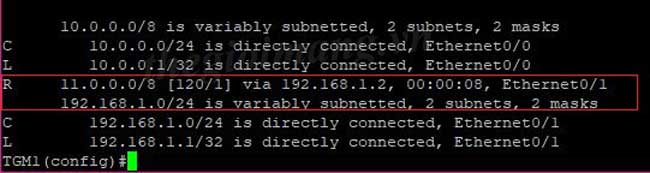 10.0.0.0/8 is variably subnetted, 2 subnets, 2 masks
C 10.0.0.0/24 is directly connected, Ethernet0/0
L 10.0.0.1/32 is directly connected, Ethernet0/0
R 11.0.0.0/8 [120/1] via 192.168.1.2, 00:00:08, Ethernet0/1
192.168.1.0/24 is variably subnetted, 2 subnets, 2 masks
C 192.168.1.0/24 is directly connected, Ethernet0/1
L 192.168.1.1/32 is directly connected, Ethernet0/1
TGM1(config)#